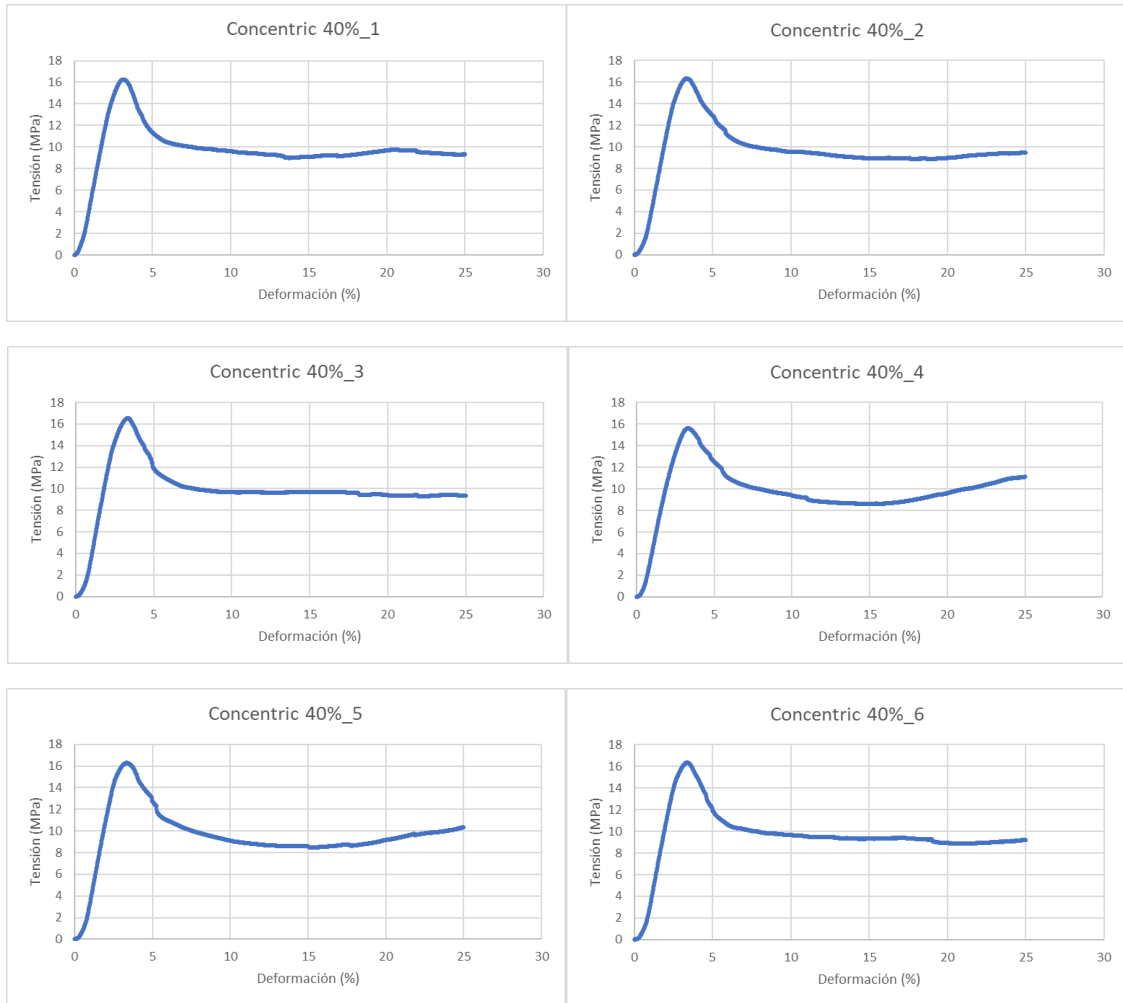 Concentric 40%_1
Tensión (MPa)
18
16
14
12
10
8
6
4
2
0
0 5 10 15 20 25 30
Deformación (%)
Concentric 40%_2
Tensión (MPa)
18
16
14
12
10
8
6
4
2
0
0 5 10 15 20 25 30
Deformación (%)
Concentric 40%_3
Tensión (MPa)
18
16
14
12
10
8
6
4
2
0
0 5 10 15 20 25 30
Deformación (%)
Concentric 40%_4
Tensión (MPa)
18
16
14
12
10
8
6
4
2
0
0 5 10 15 20 25 30
Deformación (%)
Concentric 40%_5
Tensión (MPa)
18
16
14
12
10
8
6
4
2
0
0 5 10 15 20 25 30
Deformación (%)
Concentric 40%_6
Tensión (MPa)
18
16
14
12
10
8
6
4
2
0
0 5 10 15 20 25 30
Deformación (%)